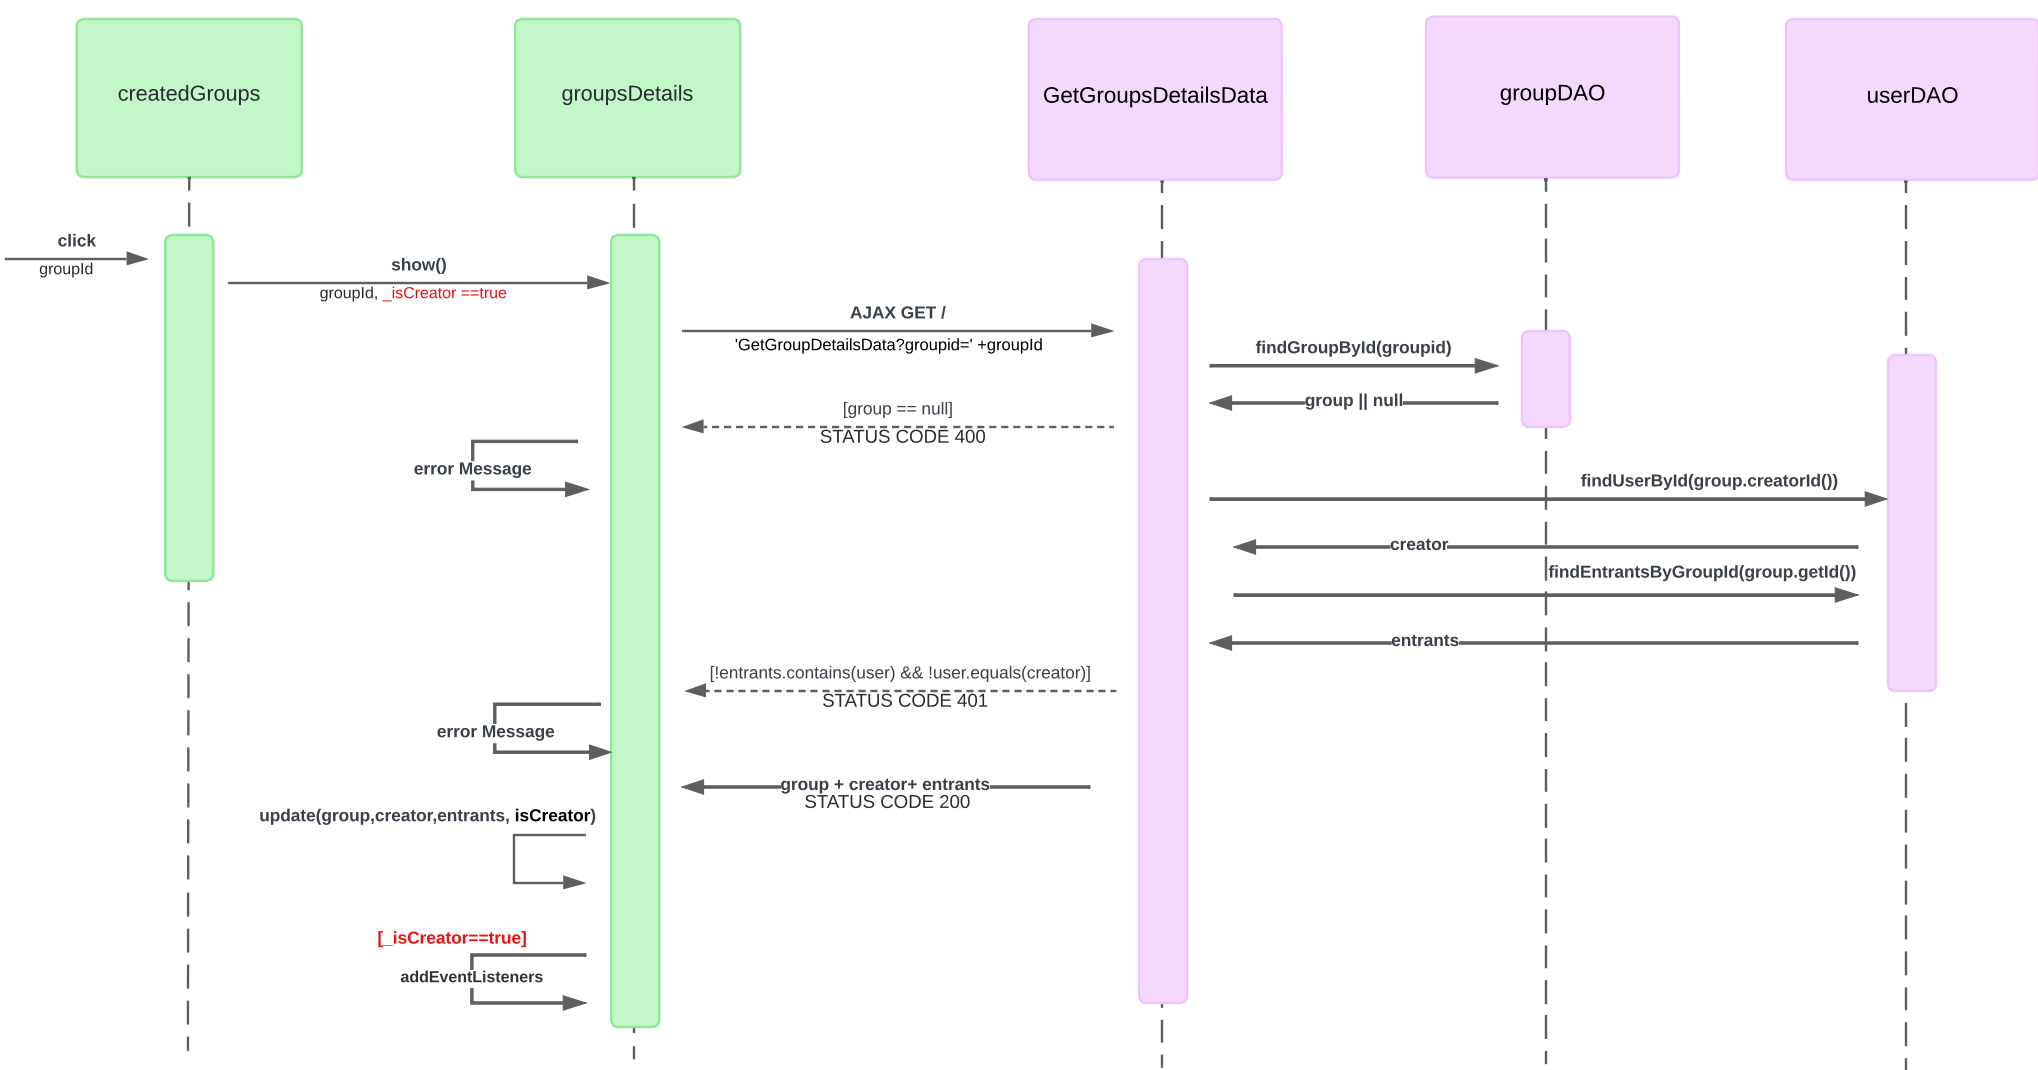 createdGroups
groupsDetails
GetGroupsDetailsData
groupDAO
userDAO
click
groupId
show()
groupId, _isCreator ==true
AJAX GET /
'GetGroupDetailsData?groupid=' +groupId
findGroupById(groupid)
group || null
[group == null]
STATUS CODE 400
error Message
findUserById(group.creatorId())
creator
findEntrantsByGroupId(group.getId())
entrants
[!entrants.contains(user) && !user.equals(creator)]
STATUS CODE 401
error Message
group + creator+ entrants
STATUS CODE 200
update(group,creator,entrants, isCreator)
[_isCreator==true]
addEventListeners